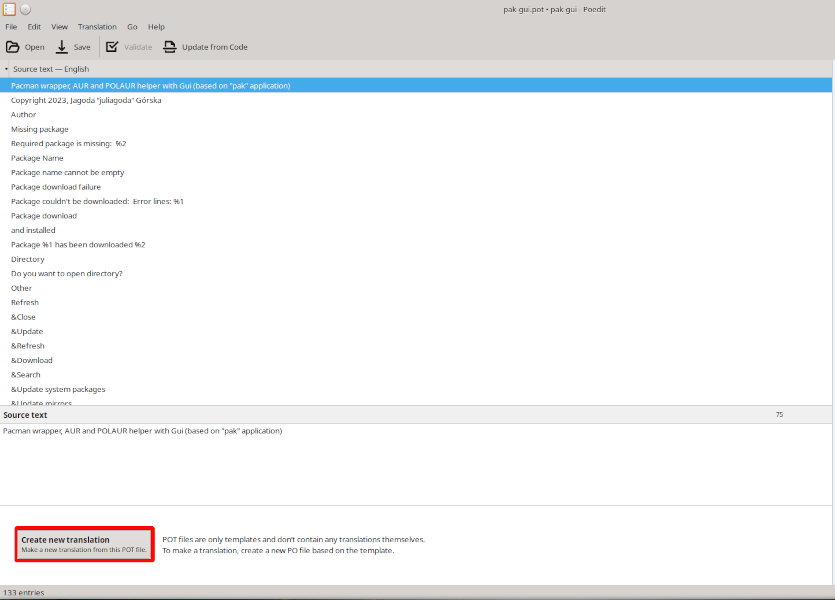 pak-gui.pot • pak-gui - Poedit
File Edit View Translation Go Help
Open Save Validate Update from Code
Source text — English
Pacman wrapper, AUR and POLAUR helper with Gui (based on "pak" application)
Copyright 2023, Jagoda "juliagoda" Górska
Author
Missing package
Required package is missing: %2
Package Name
Package name cannot be empty
Package download failure
Package couldn't be downloaded: Error lines: %1
Package download
and installed
Package %1 has been downloaded %2
Directory
Do you want to open directory?
Other
Refresh
&Close
&Update
&Refresh
&Download
&Search
&Update system packages
&Update mirrors
Source text 75
Pacman wrapper, AUR and POLAUR helper with Gui (based on "pak" application)
Create new translation
Make a new translation from this POT file.
POT files are only templates and don't contain any translations themselves.
To make a translation, create a new PO file based on the template.
133 entries